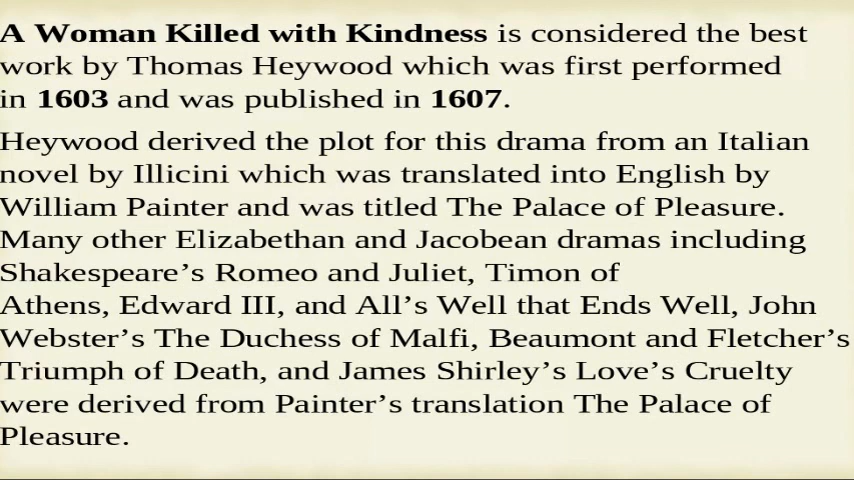 A Woman Killed with Kindness is considered the best
work by Thomas Heywood which was first performed
in 1603 and was published in 1607.
Heywood derived the plot for this drama from an Italian
novel by Illicini which was translated into English by
William Painter and was titled The Palace of Pleasure.
Many other Elizabethan and Jacobean dramas including
Shakespeare’s Romeo and Juliet, Timon of
Athens, Edward III, and All’s Well that Ends Well, John
Webster’s The Duchess of Malfi, Beaumont and Fletcher’s
Triumph of Death, and James Shirley’s Love’s Cruelty
were derived from Painter’s translation The Palace of
Pleasure.